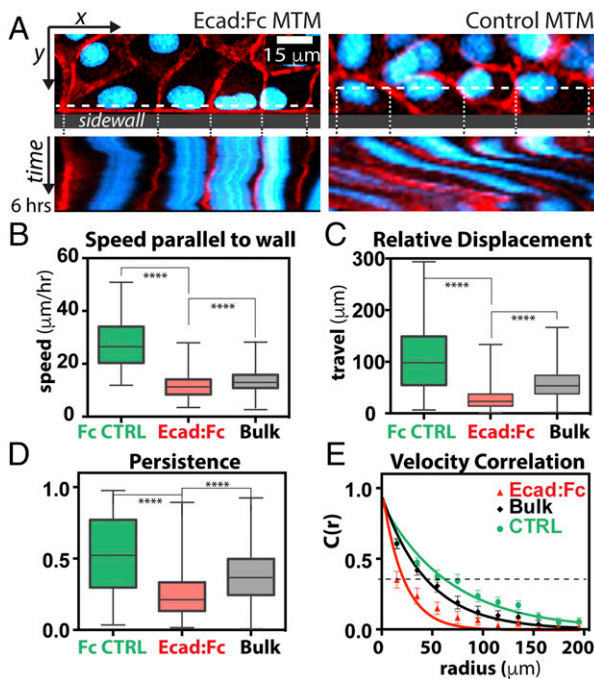 A
x
Ecad:Fc MTM
Control MTM
y
15 μm
sidewall
time
6 hrs
B
Speed parallel to wall
speed (μm/hr)
60
40
20
0
****
****
Fc CTRL Ecad:Fc Bulk
C
Relative Displacement
travel (μm)
300
200
100
0
****
****
Fc CTRL Ecad:Fc Bulk
D
Persistence
1.0
0.5
0.0
****
****
Fc CTRL Ecad:Fc Bulk
E
Velocity Correlation
C(r)
1.0
0.5
0.0
Ecad:Fc
Bulk
CTRL
0 50 100 150 200
radius (μm)